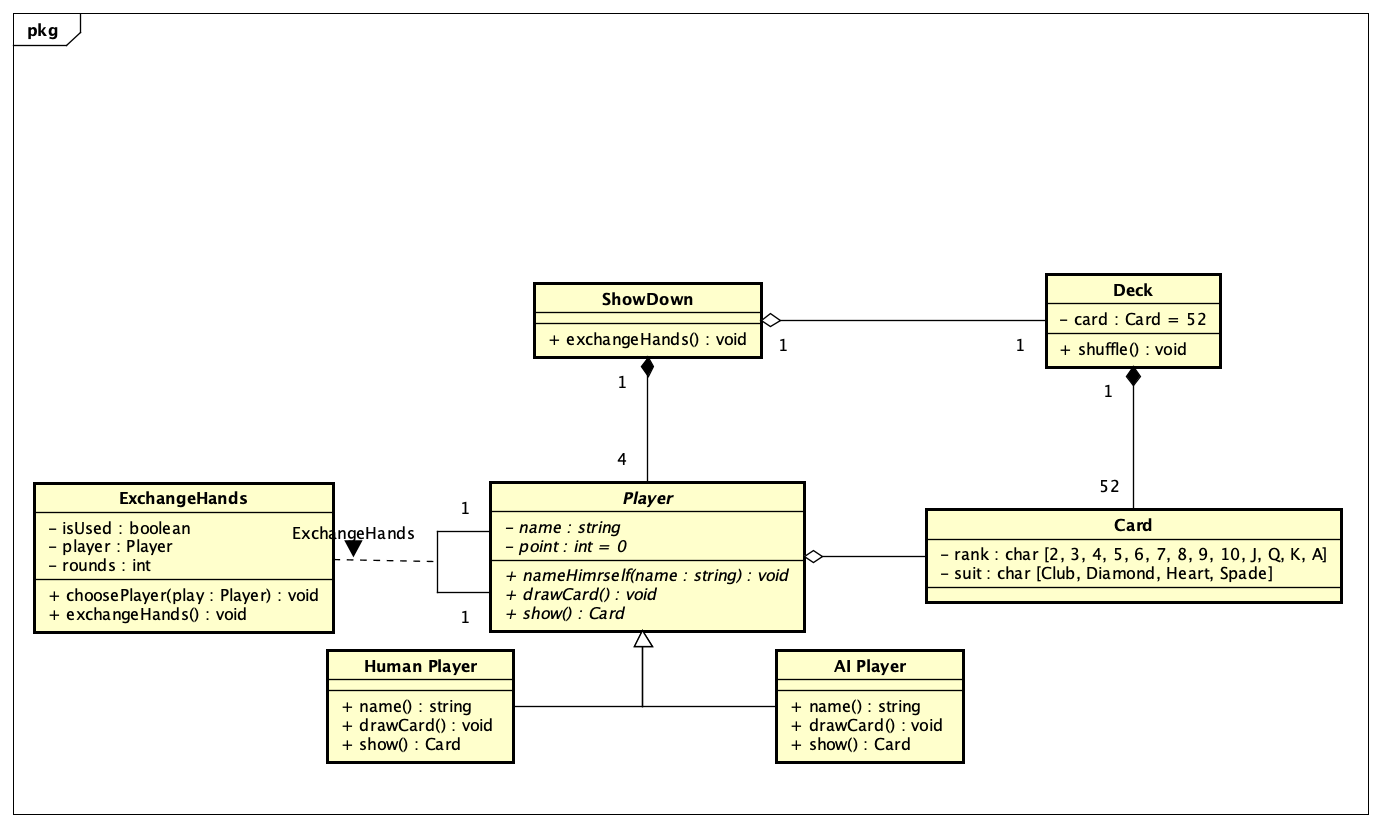 pkg
ShowDown
+ exchangeHands() : void
1
1
Deck
- card : Card = 52
+ shuffle() : void
1
4
1
52
ExchangeHands
- isUsed : boolean
- player : Player
- rounds : int
+ choosePlayer(play : Player) : void
+ exchangeHands() : void
ExchangeHands
1
1
Player
- name : string
- point : int = 0
+ nameHimrself(name : string) : void
+ drawCard() : void
+ show() : Card
Card
- rank : char [2, 3, 4, 5, 6, 7, 8, 9, 10, J, Q, K, A]
- suit : char [Club, Diamond, Heart, Spade]
Human Player
+ name() : string
+ drawCard() : void
+ show() : Card
AI Player
+ name() : string
+ drawCard() : void
+ show() : Card